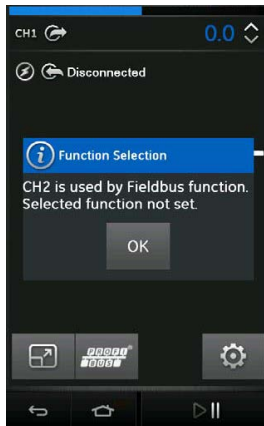 CH1
0.0
Disconnected
Function Selection
CH2 is used by Fieldbus function.
Selected function not set.
OK
PROFI
BUS